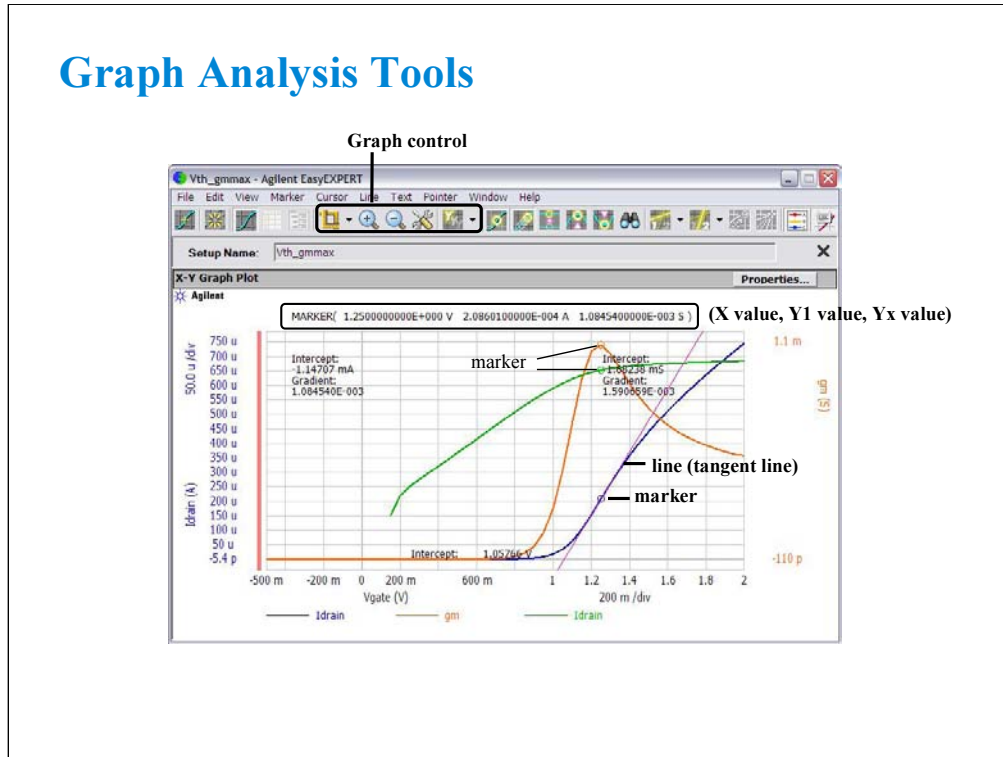 Graph Analysis Tools
Graph control
Vth_gmmax - Agilent EasyEXPERT
File Edit View Marker Cursor Line Text Pointer Window Help
Setup Name: Vth_gmmax
X-Y Graph Plot Properties...
Agilent
MARKER( 1.2500000000E+000 V 2.0860100000E-004 A 1.0845400000E-003 S )
(X value, Y1 value, Yx value)
50.0 u /div
Idrain (A)
750 u
700 u
650 u
600 u
550 u
500 u
450 u
400 u
350 u
300 u
250 u
200 u
150 u
100 u
50 u
-5.4 p
Intercept:
-1.14707 mA
Gradient:
1.084540E-003
marker
Intercept:
-1.68238 mS
Gradient:
1.590659E-003
1.1 m
gm (S)
line (tangent line)
marker
Intercept: 1.05766 V
-110 p
-500 m -200 m 0 200 m 600 m 1 1.2 1.4 1.6 1.8 2
Vgate (V) 200 m /div
Idrain gm Idrain